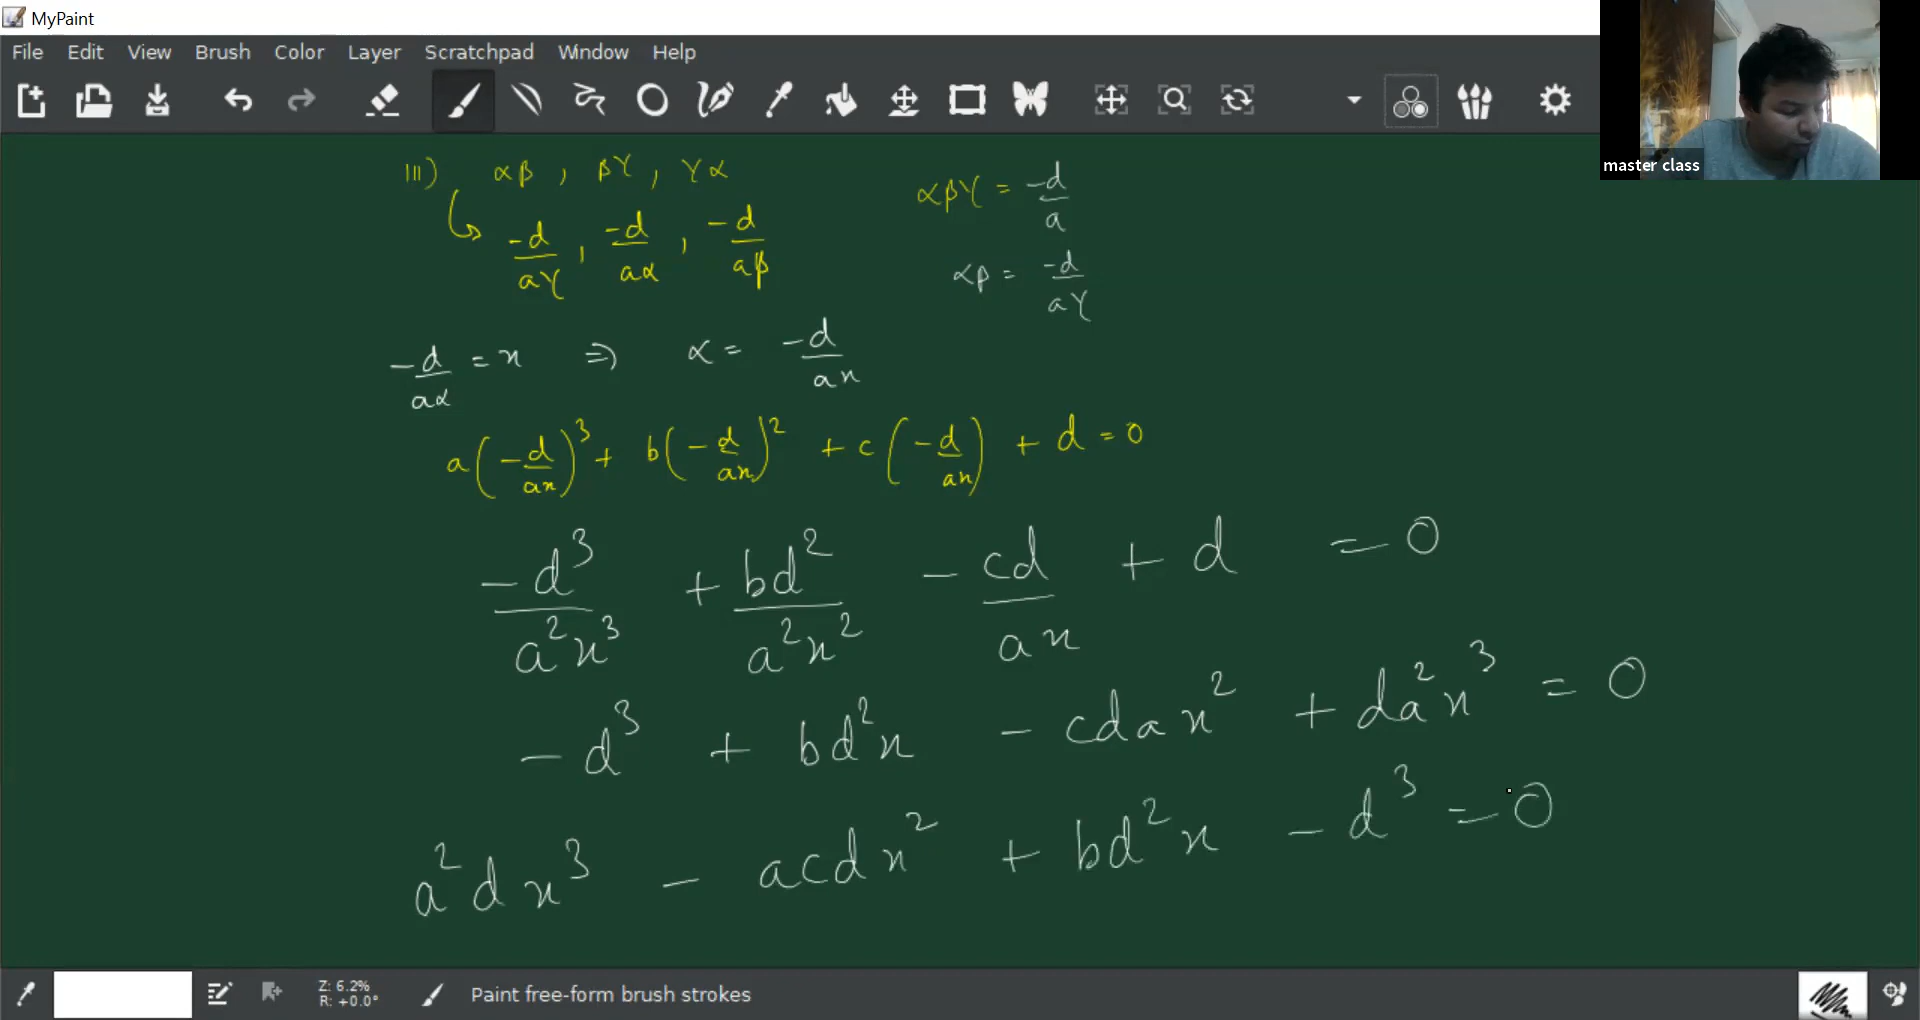 MyPaint
File Edit View Brush Color Layer Scratchpad Window Help
master class
III) αβ , βγ , γα
αβγ = -d/a
-d/aγ , -d/aα , -d/aβ
αβ = -d/aγ
-d/aα = x ⇒ α = -d/ax
a(-d/ax)³ + b(-d/ax)² + c(-d/ax) + d = 0
-d³/a²x³ + bd²/a²x² - cd/ax + d = 0
-d³ + bd²x - cdax² + da²x³ = 0
a²dx³ - acdx² + bd²x - d³ = 0
Z: 6.2%
R: +0.0°
Paint free-form brush strokes